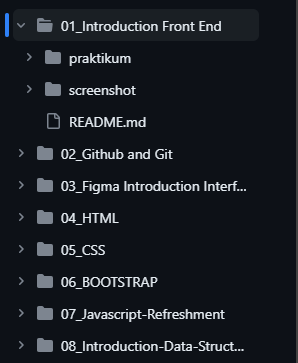 01_Introduction Front End
praktikum
screenshot
README.md
02_Github and Git
03_Figma Introduction Interf...
04_HTML
05_CSS
06_BOOTSTRAP
07_Javascript-Refreshment
08_Introduction-Data-Struct...